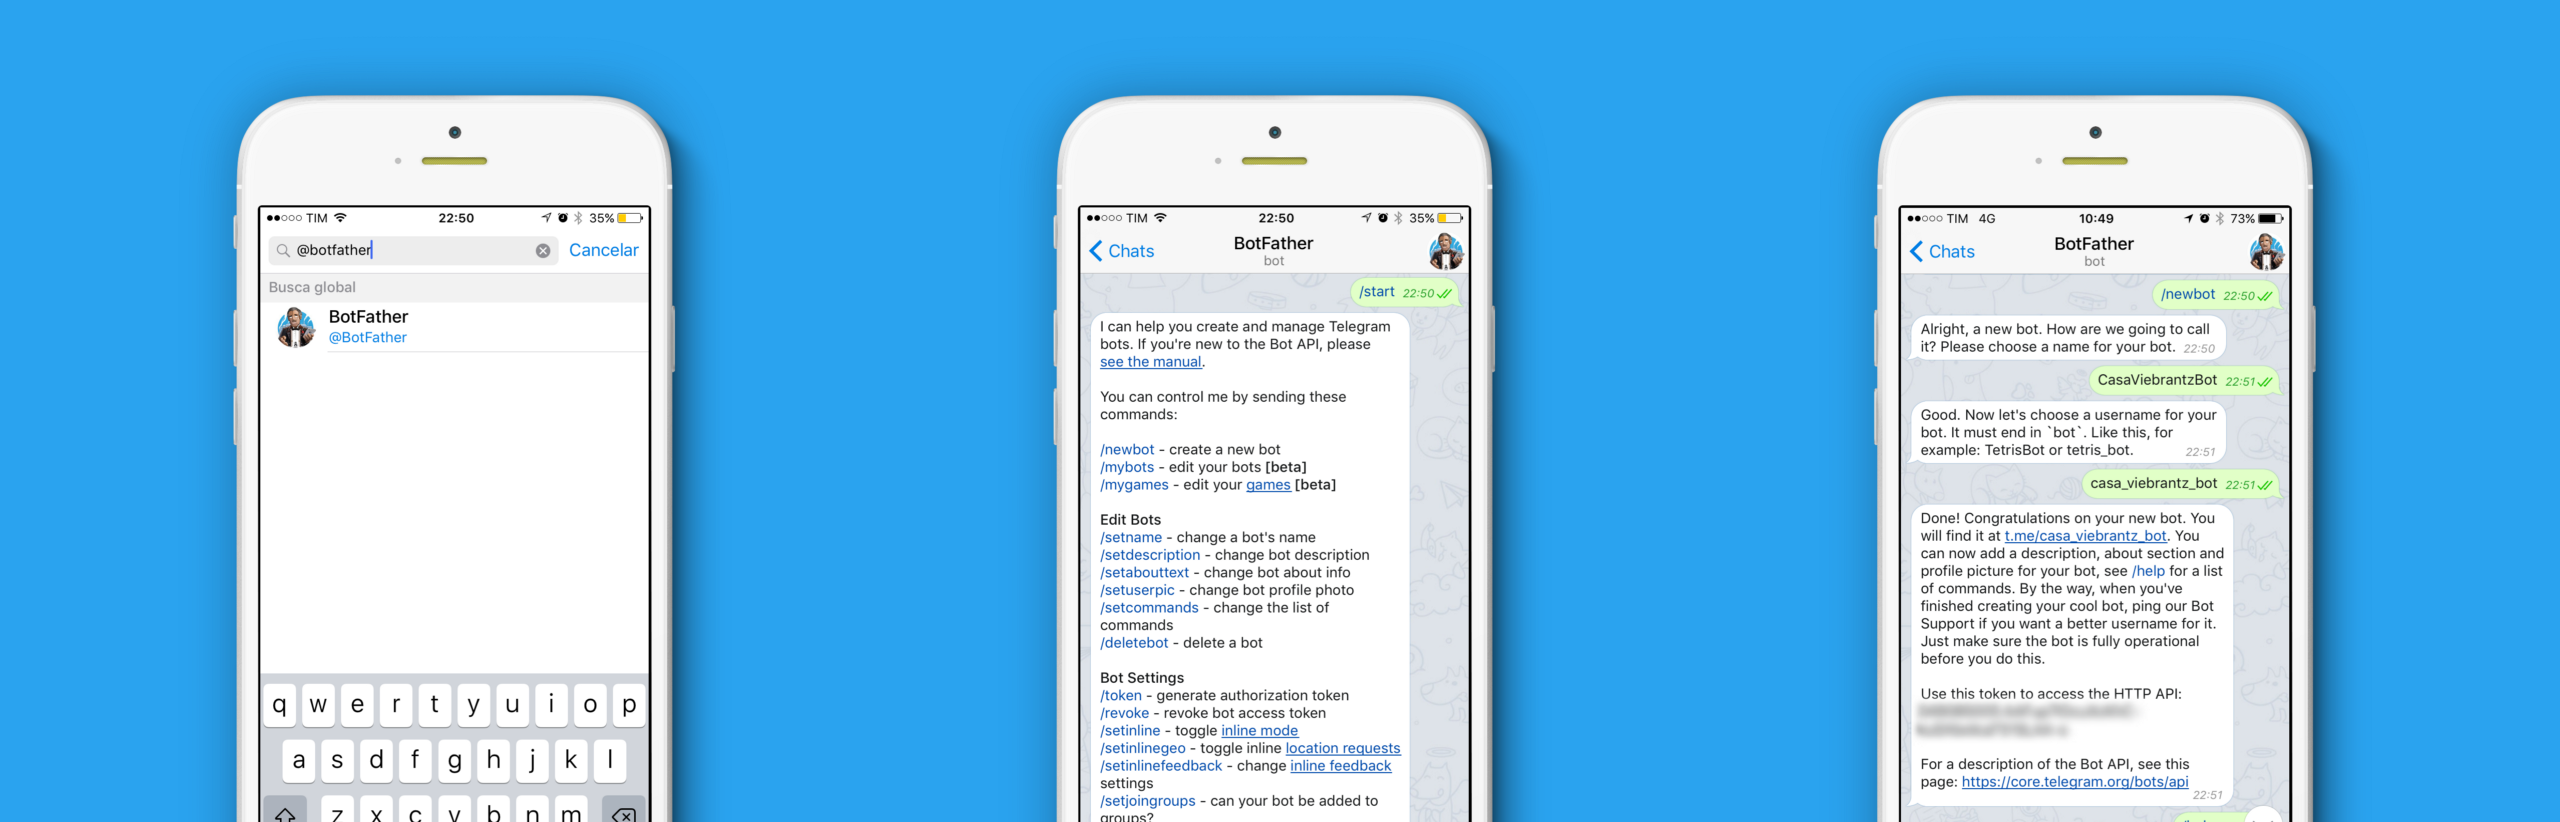 TIM 22:50 35%
@botfather Cancelar
Busca global
BotFather
@BotFather
q w e r t y u i o p
a s d f g h j k l
z x c v b n m
TIM 22:50 35%
Chats BotFather
bot
/start 22:50
I can help you create and manage Telegram
bots. If you're new to the Bot API, please
see the manual.
You can control me by sending these
commands:
/newbot - create a new bot
/mybots - edit your bots [beta]
/mygames - edit your games [beta]
Edit Bots
/setname - change a bot's name
/setdescription - change bot description
/setabouttext - change bot about info
/setuserpic - change bot profile photo
/setcommands - change the list of
commands
/deletebot - delete a bot
Bot Settings
/token - generate authorization token
/revoke - revoke bot access token
/setinline - toggle inline mode
/setinlinegeo - toggle inline location requests
/setinlinefeedback - change inline feedback
settings
/setjoingroups - can your bot be added to
groups?
TIM 4G 10:49 73%
Chats BotFather
bot
/newbot 22:50
Alright, a new bot. How are we going to call
it? Please choose a name for your bot. 22:50
CasaViebrantzBot 22:51
Good. Now let's choose a username for your
bot. It must end in `bot`. Like this, for
example: TetrisBot or tetris_bot. 22:51
casa_viebrantz_bot 22:51
Done! Congratulations on your new bot. You
will find it at t.me/casa_viebrantz_bot. You
can now add a description, about section and
profile picture for your bot, see /help for a list
of commands. By the way, when you've
finished creating your cool bot, ping our Bot
Support if you want a better username for it.
Just make sure the bot is fully operational
before you do this.
Use this token to access the HTTP API:
For a description of the Bot API, see this
page: https://core.telegram.org/bots/api
22:51